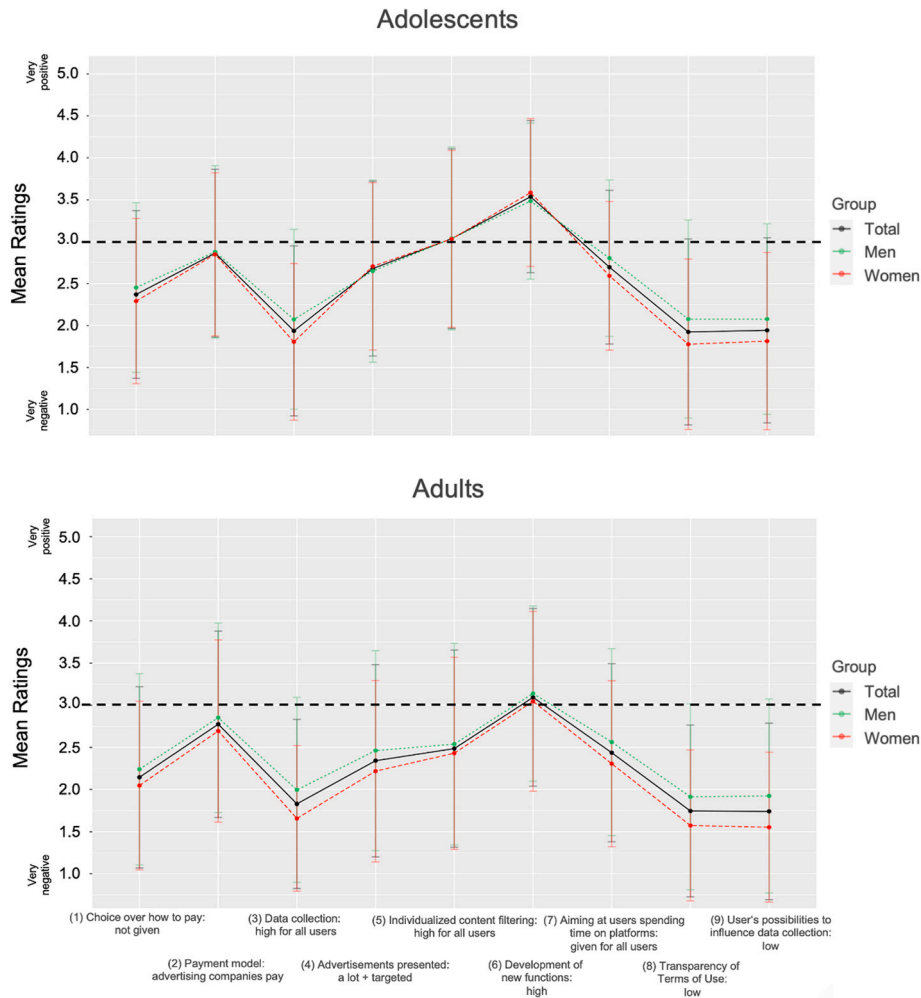 Adolescents
Very
positive
5.0
4.5
4.0
3.5
3.0
2.5
2.0
1.5
1.0
Very
negative
Mean Ratings
Group
Total
Men
Women
Adults
Very
positive
5.0
4.5
4.0
3.5
3.0
2.5
2.0
1.5
1.0
Very
negative
Mean Ratings
Group
Total
Men
Women
(1) Choice over how to pay:
not given
(2) Payment model:
advertising companies pay
(3) Data collection:
high for all users
(4) Advertisements presented:
a lot + targeted
(5) Individualized content filtering:
high for all users
(6) Development of
new functions:
high
(7) Aiming at users spending
time on platforms:
given for all users
(8) Transparency of
Terms of Use:
low
(9) User's possibilities to
influence data collection:
low